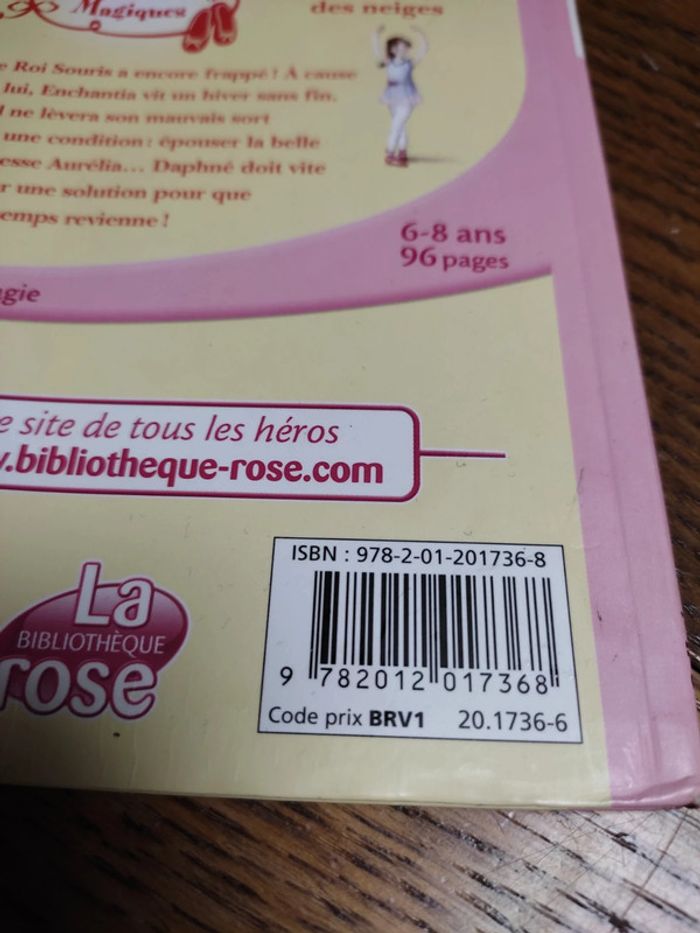 Magiques
des neiges
Roi Souris a encore frappé ! À cause
lui, Enchantia vit un hiver sans fin.
ne lèvera son mauvais sort
une condition : épouser la belle
esse Aurélia... Daphné doit vite
r une solution pour que
emps revienne !
6-8 ans
96 pages
gie
e site de tous les héros
.bibliotheque-rose.com
La
BIBLIOTHÈQUE
rose
ISBN : 978-2-01-201736-8
9 782012 017368
Code prix BRV1 20.1736-6